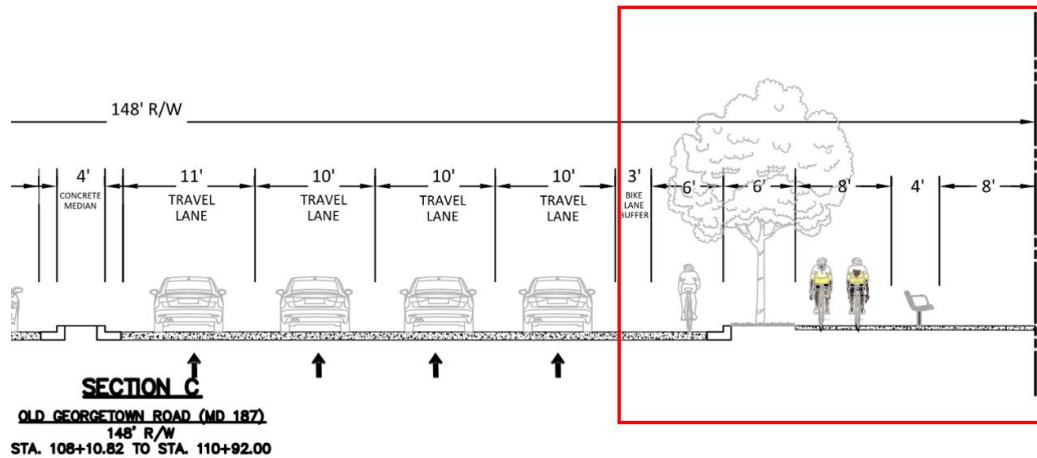 148' R/W
4'
CONCRETE
MEDIAN
11'
TRAVEL
LANE
10'
TRAVEL
LANE
10'
TRAVEL
LANE
10'
TRAVEL
LANE
3'
BIKE
LANE
BUFFER
6'
6'
8'
4'
8'
SECTION C
OLD GEORGETOWN ROAD (MD 187)
148' R/W
STA. 108+10.82 TO STA. 110+92.00